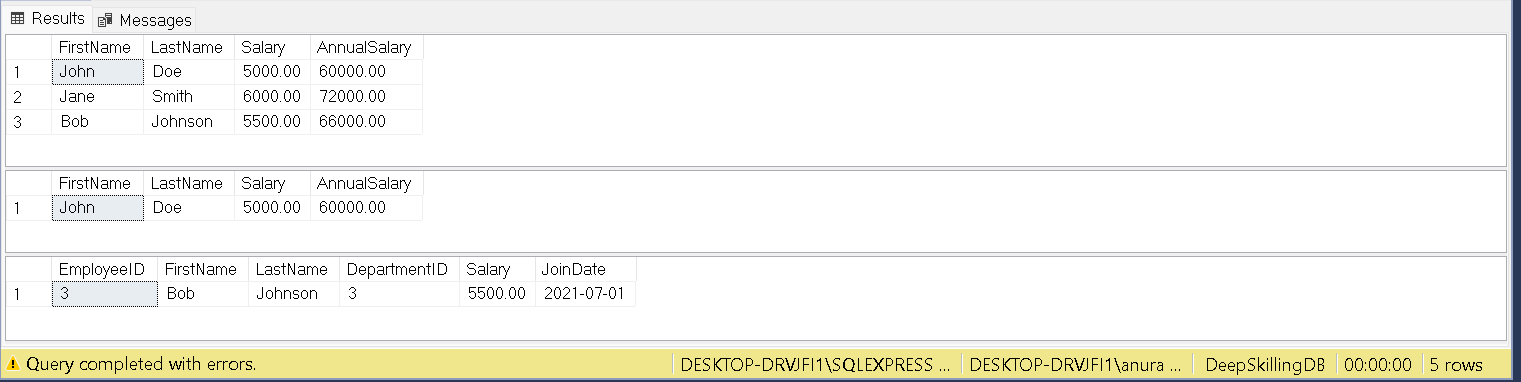 Results Messages
FirstName LastName Salary AnnualSalary
1 John Doe 5000.00 60000.00
2 Jane Smith 6000.00 72000.00
3 Bob Johnson 5500.00 66000.00
FirstName LastName Salary AnnualSalary
1 John Doe 5000.00 60000.00
EmployeeID FirstName LastName DepartmentID Salary JoinDate
1 3 Bob Johnson 3 5500.00 2021-07-01
Query completed with errors. DESKTOP-DRVJFI1\SQLEXPRESS ... DESKTOP-DRVJFI1\anura ... DeepSkillingDB 00:00:00 5 rows